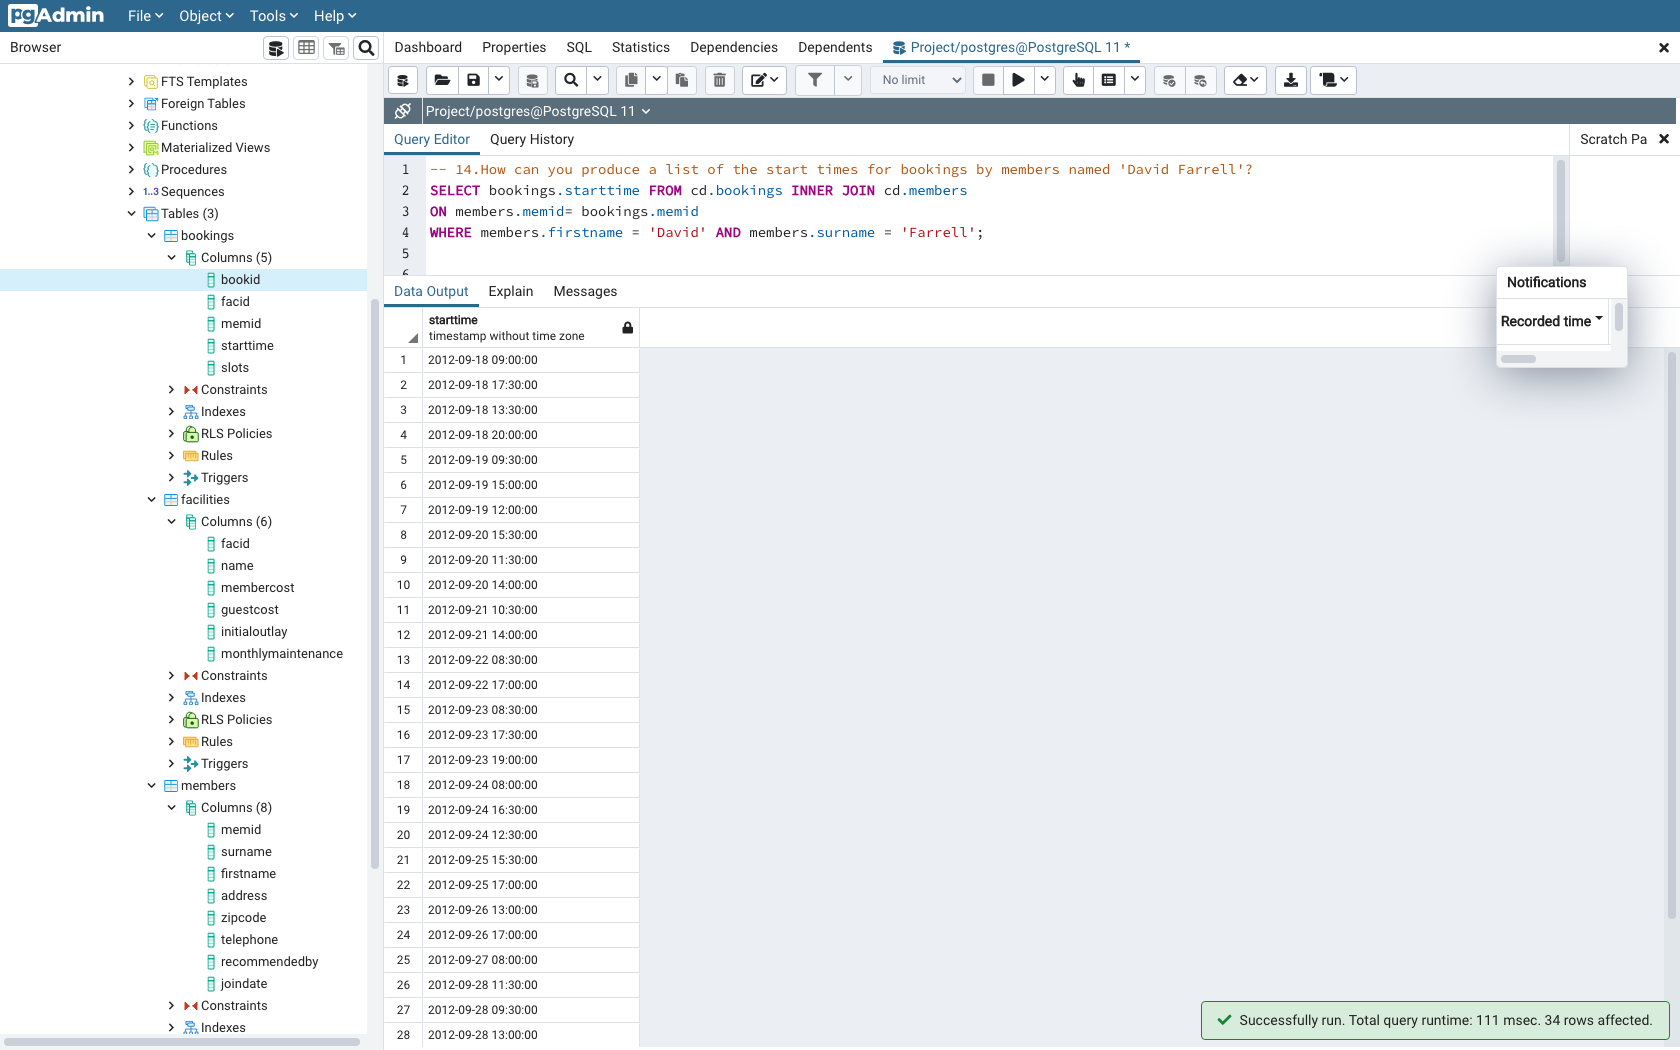 pgAdmin File Object Tools Help
Browser
Dashboard Properties SQL Statistics Dependencies Dependents Project/postgres@PostgreSQL 11 *
No limit
Project/postgres@PostgreSQL 11
Query Editor Query History
Scratch Pa
1 -- 14.How can you produce a list of the start times for bookings by members named 'David Farrell'?
2 SELECT bookings.starttime FROM cd.bookings INNER JOIN cd.members
3 ON members.memid= bookings.memid
4 WHERE members.firstname = 'David' AND members.surname = 'Farrell';
5
6
FTS Templates
Foreign Tables
Functions
Materialized Views
Procedures
1..3 Sequences
Tables (3)
bookings
Columns (5)
bookid
facid
memid
starttime
slots
Constraints
Indexes
RLS Policies
Rules
Triggers
facilities
Columns (6)
facid
name
membercost
guestcost
initialoutlay
monthlymaintenance
Constraints
Indexes
RLS Policies
Rules
Triggers
members
Columns (8)
memid
surname
firstname
address
zipcode
telephone
recommendedby
joindate
Constraints
Indexes
Data Output Explain Messages
Notifications
Recorded time
starttime
timestamp without time zone
1 2012-09-18 09:00:00
2 2012-09-18 17:30:00
3 2012-09-18 13:30:00
4 2012-09-18 20:00:00
5 2012-09-19 09:30:00
6 2012-09-19 15:00:00
7 2012-09-19 12:00:00
8 2012-09-20 15:30:00
9 2012-09-20 11:30:00
10 2012-09-20 14:00:00
11 2012-09-21 10:30:00
12 2012-09-21 14:00:00
13 2012-09-22 08:30:00
14 2012-09-22 17:00:00
15 2012-09-23 08:30:00
16 2012-09-23 17:30:00
17 2012-09-23 19:00:00
18 2012-09-24 08:00:00
19 2012-09-24 16:30:00
20 2012-09-24 12:30:00
21 2012-09-25 15:30:00
22 2012-09-25 17:00:00
23 2012-09-26 13:00:00
24 2012-09-26 17:00:00
25 2012-09-27 08:00:00
26 2012-09-28 11:30:00
27 2012-09-28 09:30:00
28 2012-09-28 13:00:00
Successfully run. Total query runtime: 111 msec. 34 rows affected.